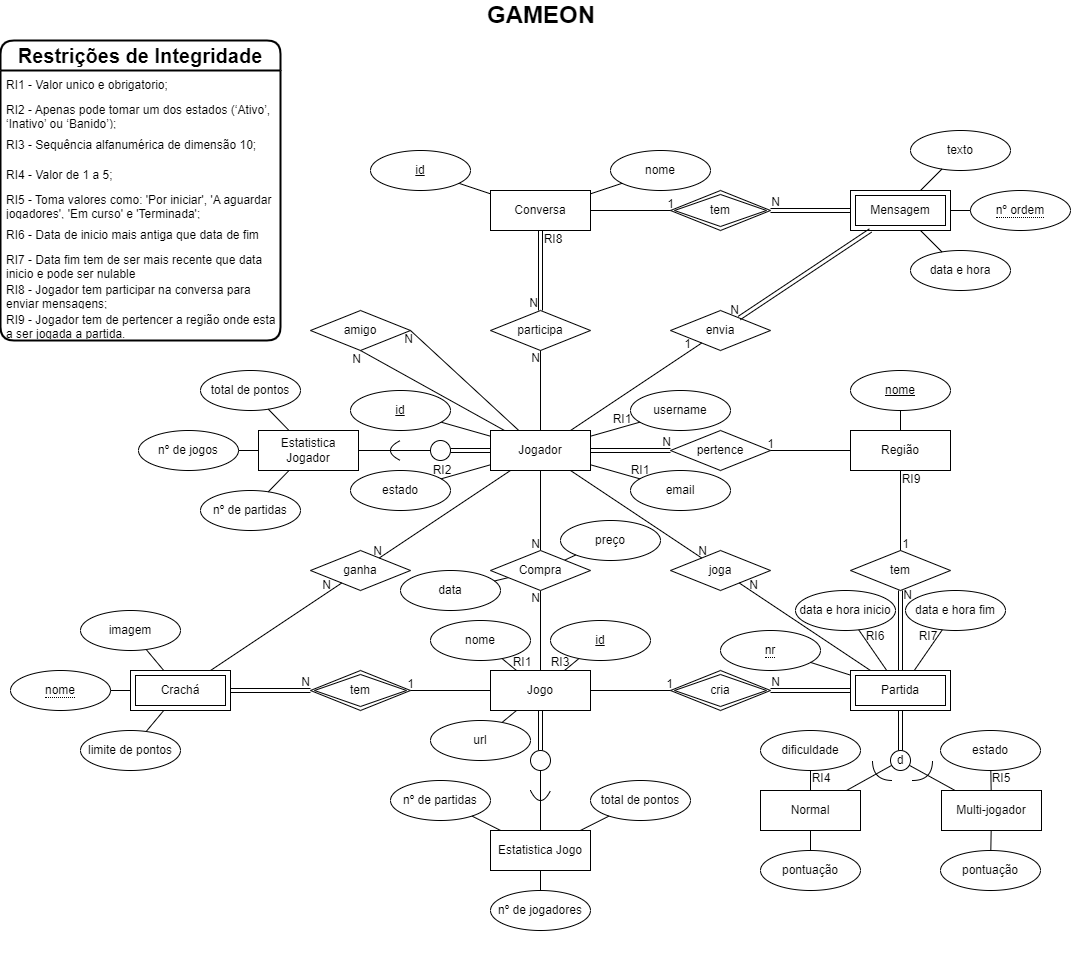 GAMEON
Restrições de Integridade
RI1 - Valor unico e obrigatorio;
RI2 - Apenas pode tomar um dos estados (‘Ativo’,
‘Inativo’ ou ‘Banido’);
RI3 - Sequência alfanumérica de dimensão 10;
RI4 - Valor de 1 a 5;
RI5 - Toma valores como: 'Por iniciar', 'A aguardar
jogadores', 'Em curso' e 'Terminada';
RI6 - Data de inicio mais antiga que data de fim
RI7 - Data fim tem de ser mais recente que data
inicio e pode ser nulable
RI8 - Jogador tem participar na conversa para
enviar mensagens;
RI9 - Jogador tem de pertencer a região onde esta
a ser jogada a partida.
texto
id
nome
Conversa
1
tem
N
Mensagem
nº ordem
RI8
data e hora
N
N
amigo
N
participa
envia
N
N
1
total de pontos
nome
id
username
RI1
nº de jogos
Estatistica
Jogador
Jogador
N
pertence
1
Região
RI2
RI1
RI9
estado
email
nº de partidas
N
N
N
1
preço
ganha
Compra
joga
tem
N
data
N
N
N
data e hora inicio
data e hora fim
RI6
RI7
imagem
nome
id
nr
RI1
RI3
nome
Crachá
N
tem
1
Jogo
1
cria
N
Partida
limite de pontos
url
dificuldade
d
estado
RI4
RI5
nº de partidas
total de pontos
Normal
Multi-jogador
Estatistica Jogo
pontuação
pontuação
nº de jogadores